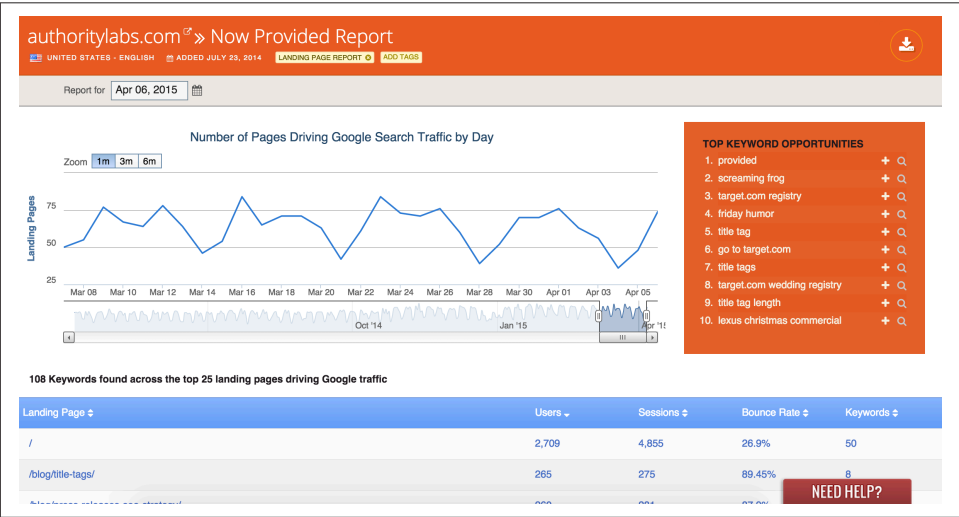 authoritylabs.com » Now Provided Report
UNITED STATES - ENGLISH ADDED JULY 23, 2014 LANDING PAGE REPORT ADD TAGS
Report for Apr 06, 2015
Number of Pages Driving Google Search Traffic by Day
Zoom 1m 3m 6m
Landing Pages
75
50
25
Mar 08 Mar 10 Mar 12 Mar 14 Mar 16 Mar 18 Mar 20 Mar 22 Mar 24 Mar 26 Mar 28 Mar 30 Apr 01 Apr 03 Apr 05
Oct '14 Jan '15 Apr '15
TOP KEYWORD OPPORTUNITIES
1. provided
2. screaming frog
3. target.com registry
4. friday humor
5. title tag
6. go to target.com
7. title tags
8. target.com wedding registry
9. title tag length
10. lexus christmas commercial
108 Keywords found across the top 25 landing pages driving Google traffic
Landing Page Users Sessions Bounce Rate Keywords
/ 2,709 4,855 26.9% 50
/blog/title-tags/ 265 275 89.45% 8
NEED HELP?